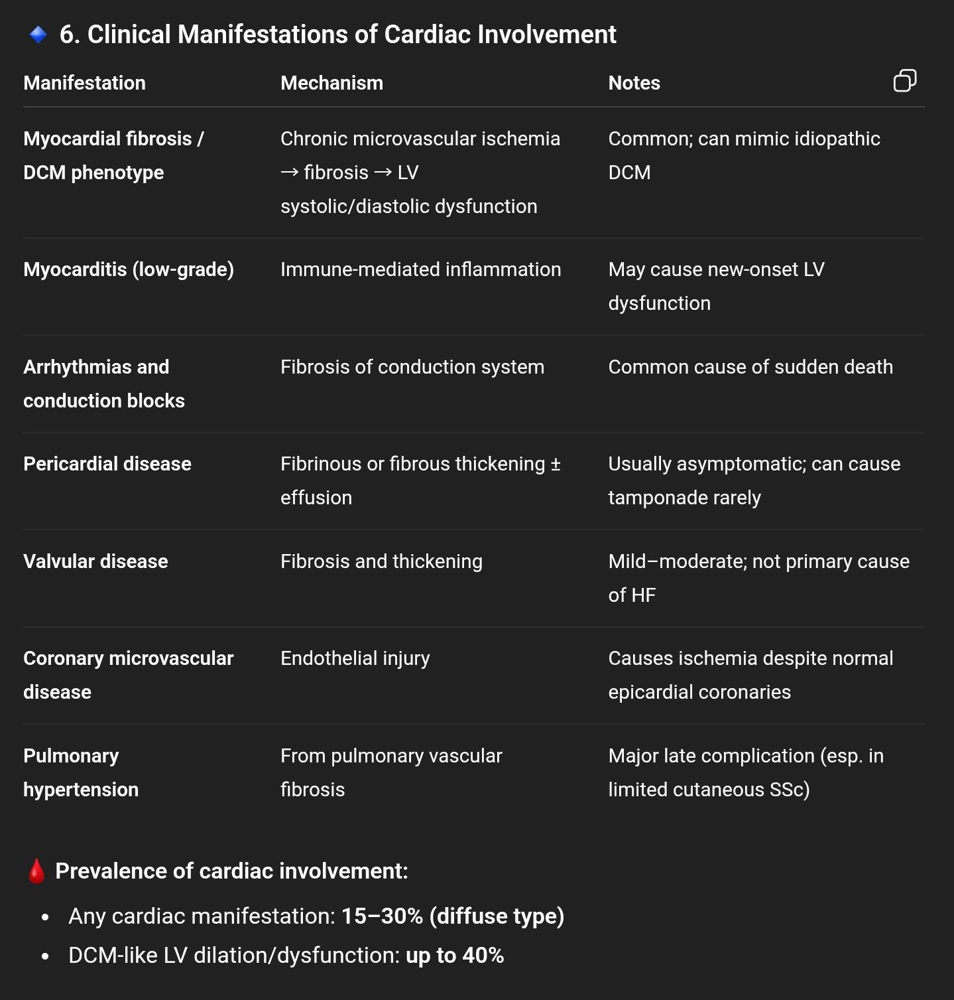 🔹 6. Clinical Manifestations of Cardiac Involvement
Manifestation Mechanism Notes
Myocardial fibrosis / Chronic microvascular ischemia Common; can mimic idiopathic
DCM phenotype → fibrosis → LV DCM
systolic/diastolic dysfunction
Myocarditis (low-grade) Immune-mediated inflammation May cause new-onset LV
dysfunction
Arrhythmias and Fibrosis of conduction system Common cause of sudden death
conduction blocks
Pericardial disease Fibrinous or fibrous thickening ± Usually asymptomatic; can cause
effusion tamponade rarely
Valvular disease Fibrosis and thickening Mild–moderate; not primary cause
of HF
Coronary microvascular Endothelial injury Causes ischemia despite normal
disease epicardial coronaries
Pulmonary From pulmonary vascular Major late complication (esp. in
hypertension fibrosis limited cutaneous SSc)
🩸 Prevalence of cardiac involvement:
• Any cardiac manifestation: 15–30% (diffuse type)
• DCM-like LV dilation/dysfunction: up to 40%